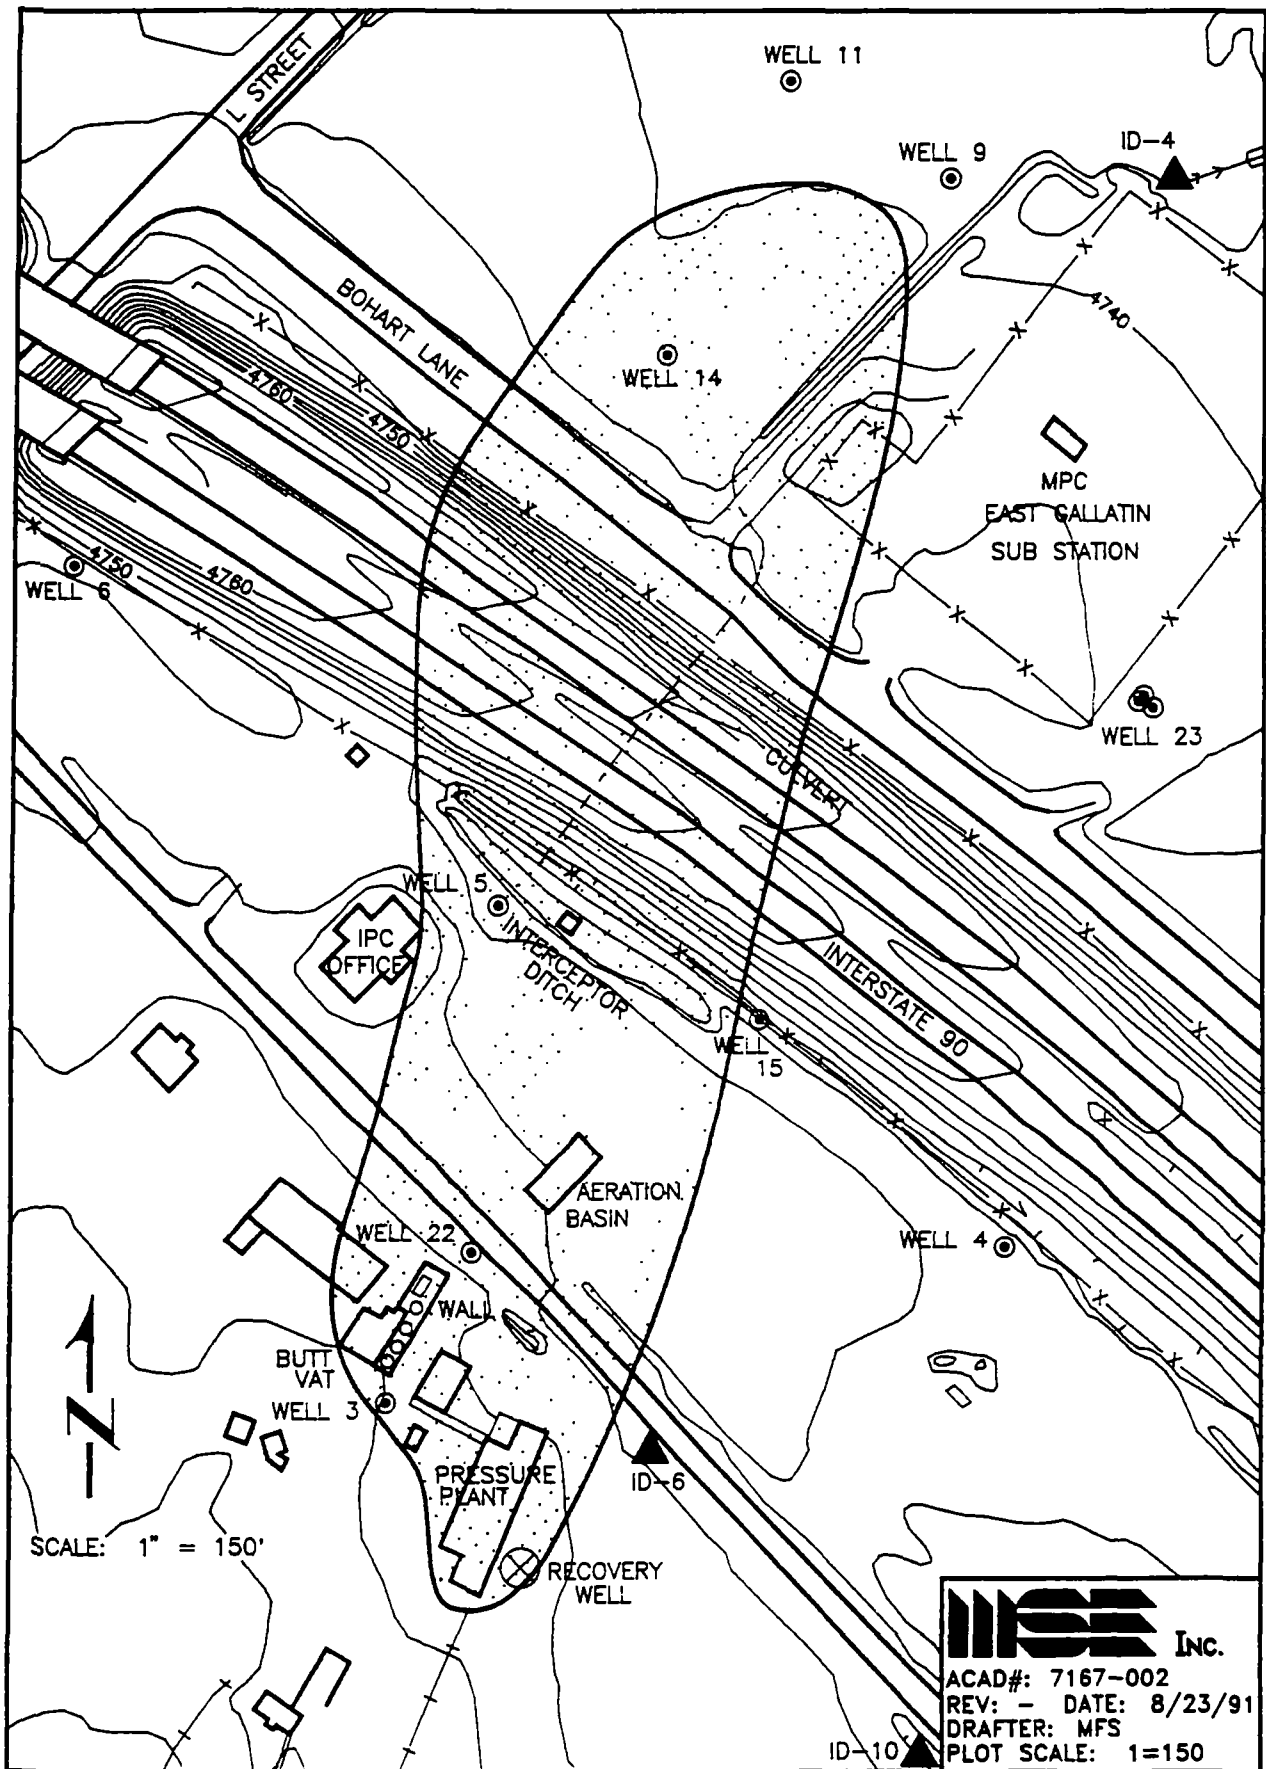 WELL 11
L STREET
ID-4
WELL 9
4740
BOHART LANE
WELL 14
4760
4750
MPC
EAST GALLATIN
SUB STATION
4750
4760
WELL 6
WELL 23
CULVERT
WELL 5
IPC
OFFICE
INTERCEPTOR
DITCH
INTERSTATE 90
WELL
15
AERATION
BASIN
WELL 22
WELL 4
WALL
BUTT
VAT
WELL 3
N
PRESSURE
PLANT
ID-6
SCALE: 1" = 150'
RECOVERY
WELL
MSE INC.
ACAD#: 7167-002
REV: - DATE: 8/23/91
DRAFTER: MFS
PLOT SCALE: 1=150
ID-10